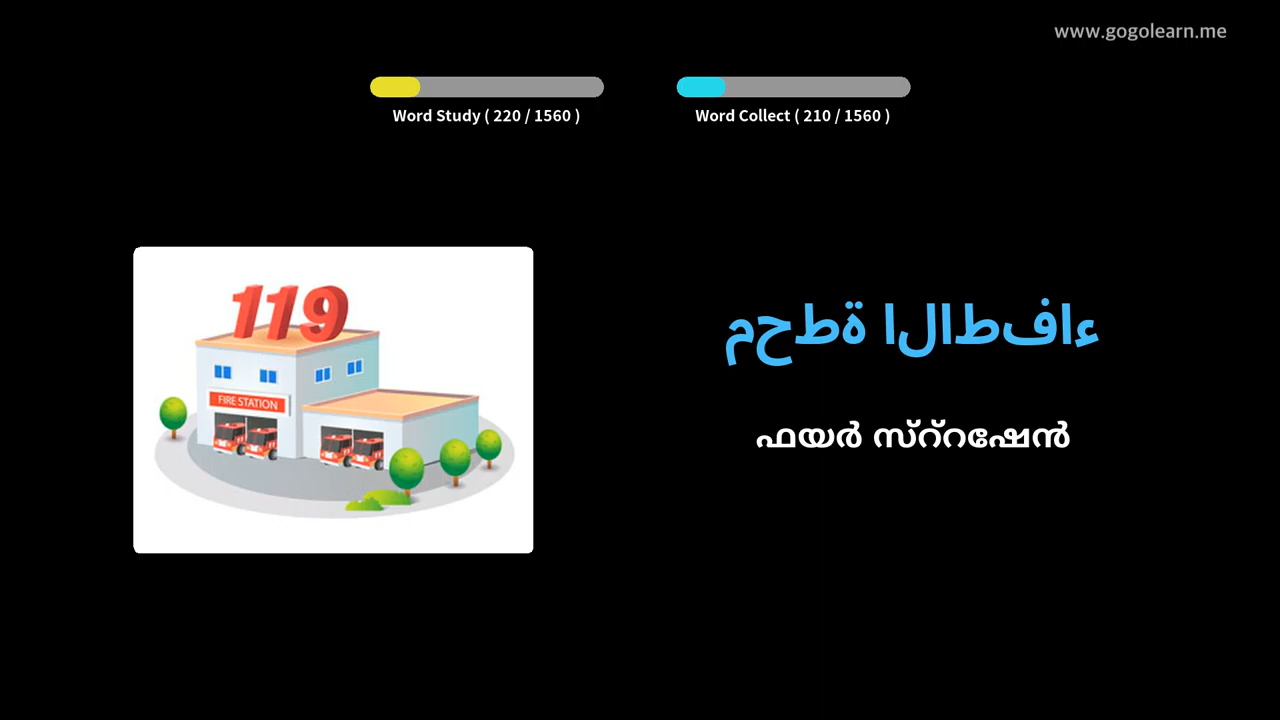 www.gogolearn.me
Word Study ( 220 / 1560 )
Word Collect ( 210 / 1560 )
119
FIRE STATION
محطة الاطفاء
ഫയർ സ്റ്റേഷൻ